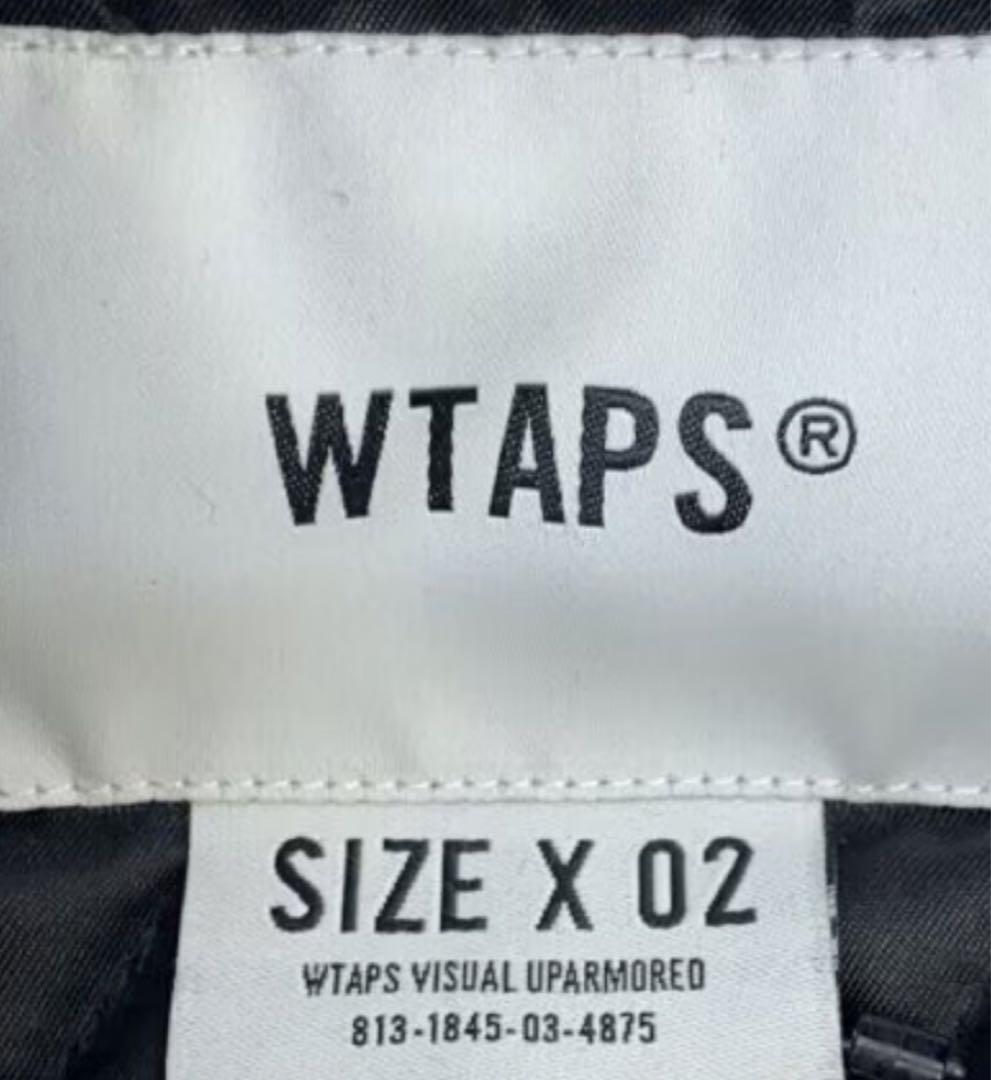 WTAPS®
SIZE X 02
WTAPS VISUAL UPARMORED
813-1845-03-4875